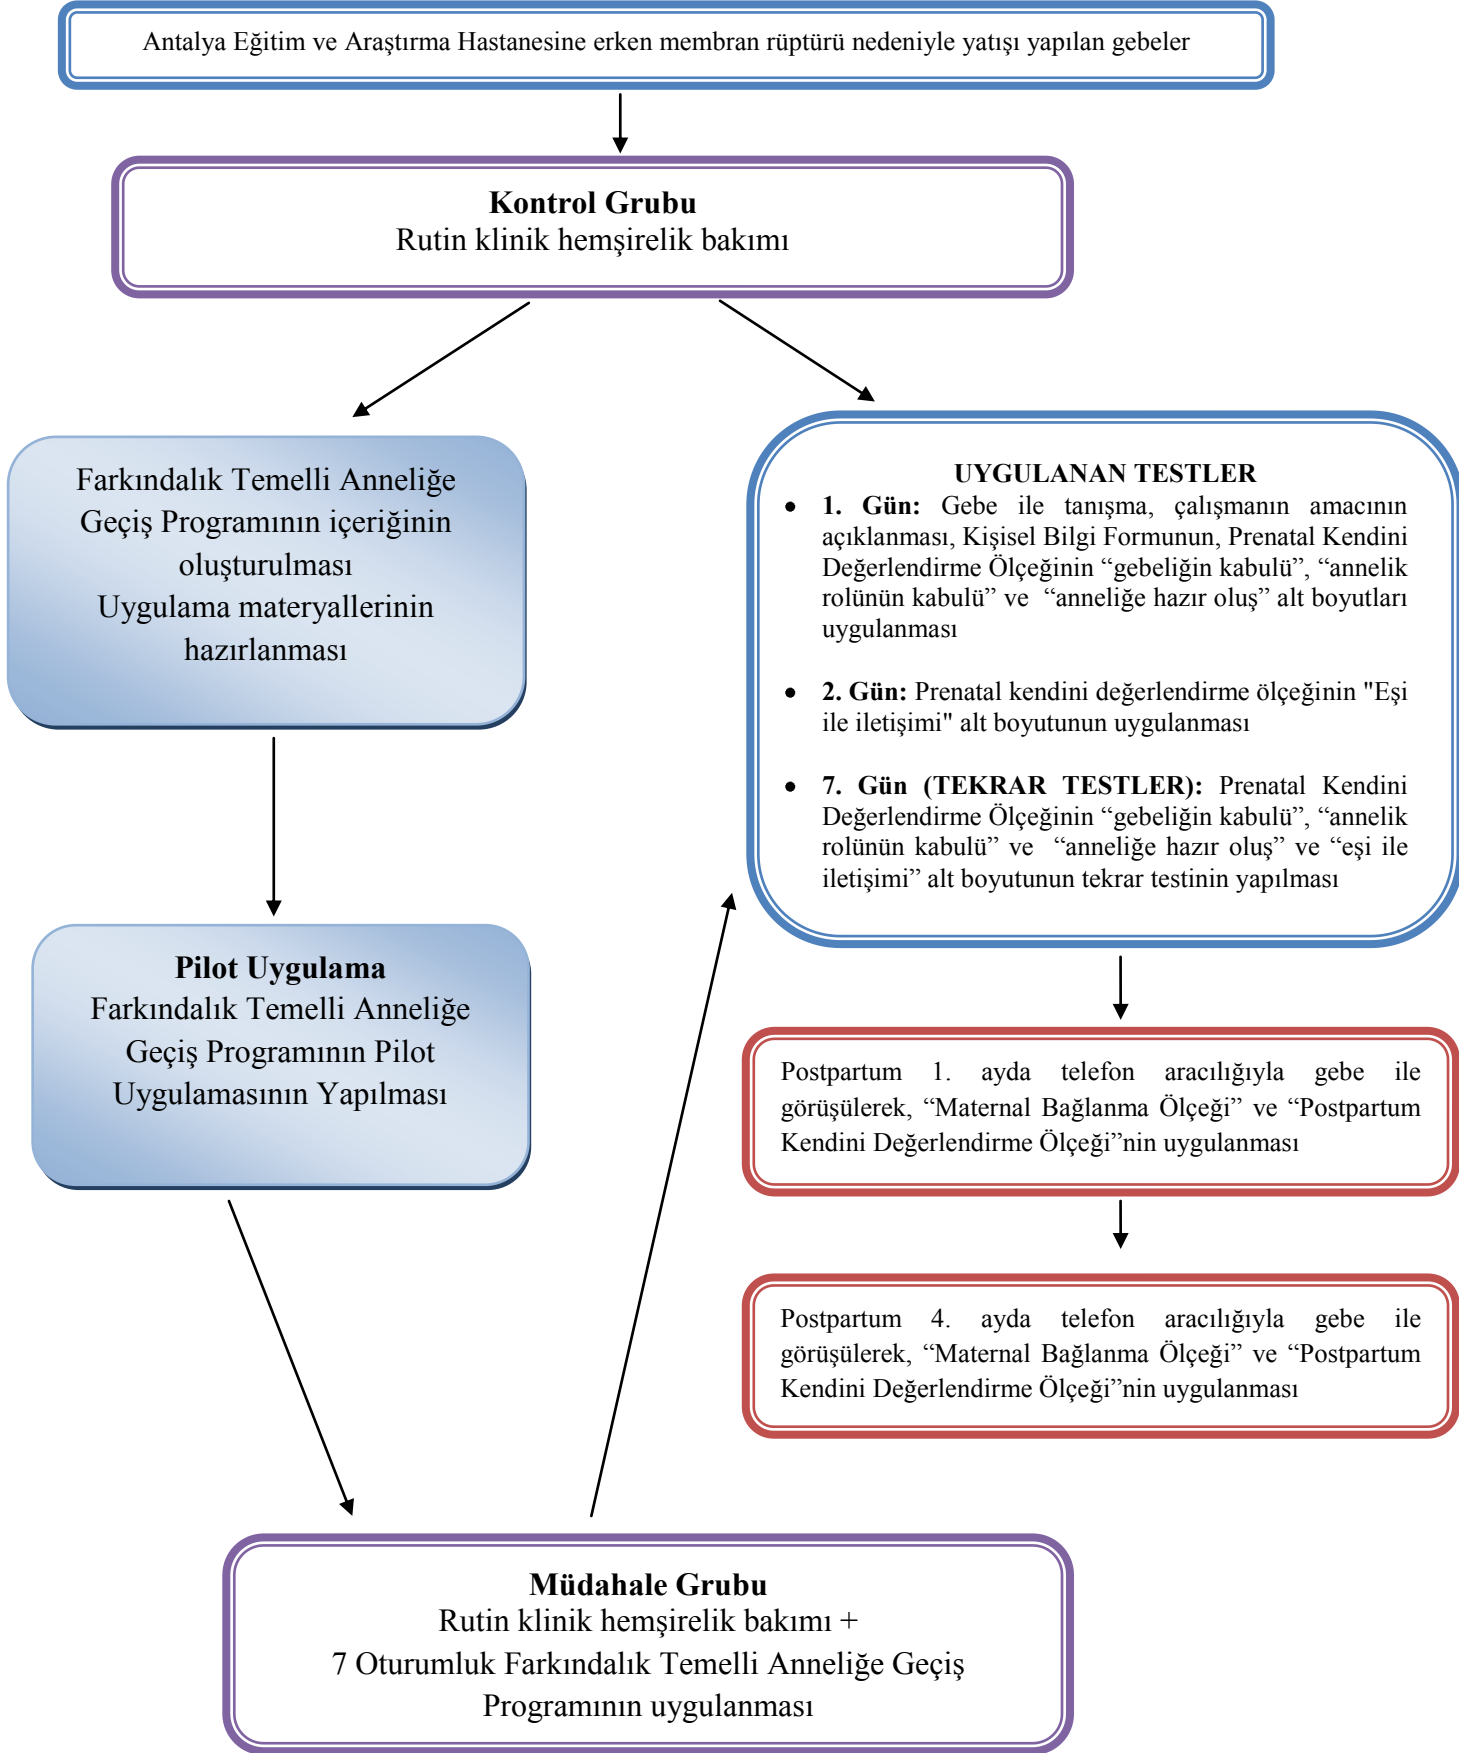 Antalya Eğitim ve Araştırma Hastanesine erken membran rüptürü nedeniyle yatışı yapılan gebeler
Kontrol Grubu
Rutin klinik hemşirelik bakımı
Farkındalık Temelli Anneliğe
Geçiş Programının içeriğinin
oluşturulması
Uygulama materyallerinin
hazırlanması
Pilot Uygulama
Farkındalık Temelli Anneliğe
Geçiş Programının Pilot
Uygulamasının Yapılması
UYGULANAN TESTLER
• 1. Gün: Gebe ile tanışma, çalışmanın amacının
açıklanması, Kişisel Bilgi Formunun, Prenatal Kendini
Değerlendirme Ölçeğinin “gebeliğin kabulü”, “annelik
rolünün kabulü” ve “anneliğe hazır oluş” alt boyutları
uygulanması
• 2. Gün: Prenatal kendini değerlendirme ölçeğinin "Eşi
ile iletişimi" alt boyutunun uygulanması
• 7. Gün (TEKRAR TESTLER): Prenatal Kendini
Değerlendirme Ölçeğinin “gebeliğin kabulü”, “annelik
rolünün kabulü” ve “anneliğe hazır oluş” ve “eşi ile
iletişimi” alt boyutunun tekrar testinin yapılması
Postpartum 1. ayda telefon aracılığıyla gebe ile
görüşülerek, “Maternal Bağlanma Ölçeği” ve “Postpartum
Kendini Değerlendirme Ölçeği”nin uygulanması
Postpartum 4. ayda telefon aracılığıyla gebe ile
görüşülerek, “Maternal Bağlanma Ölçeği” ve “Postpartum
Kendini Değerlendirme Ölçeği”nin uygulanması
Müdahale Grubu
Rutin klinik hemşirelik bakımı +
7 Oturumluk Farkındalık Temelli Anneliğe Geçiş
Programının uygulanması